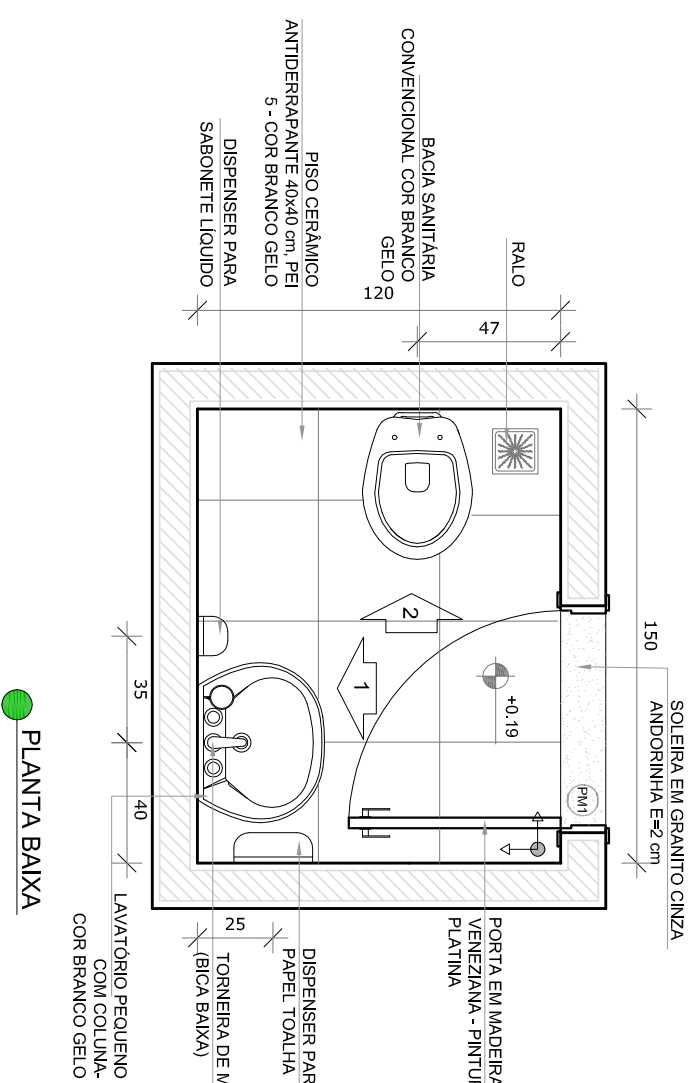 RALO
BACIA SANITÁRIA
CONVENCIONAL COR BRANCO
GELO
PISO CERÂMICO
ANTIDERRAPANTE 40x40 cm, PEI
5 - COR BRANCO GELO
DISPENSER PARA
SABONETE LÍQUIDO
120
47
150
SOLEIRA EM GRANITO CINZA
ANDORINHA E=2 cm
2
1
+0.19
PM1
35
40
25
PORTA EM MADEIRA
VENEZIANA - PINTU
PLATINA
DISPENSER PAR
PAPEL TOALHA
TORNEIRA DE M
(BICA BAIXA)
LAVATÓRIO PEQUENO
COM COLUNA-
COR BRANCO GELO
PLANTA BAIXA